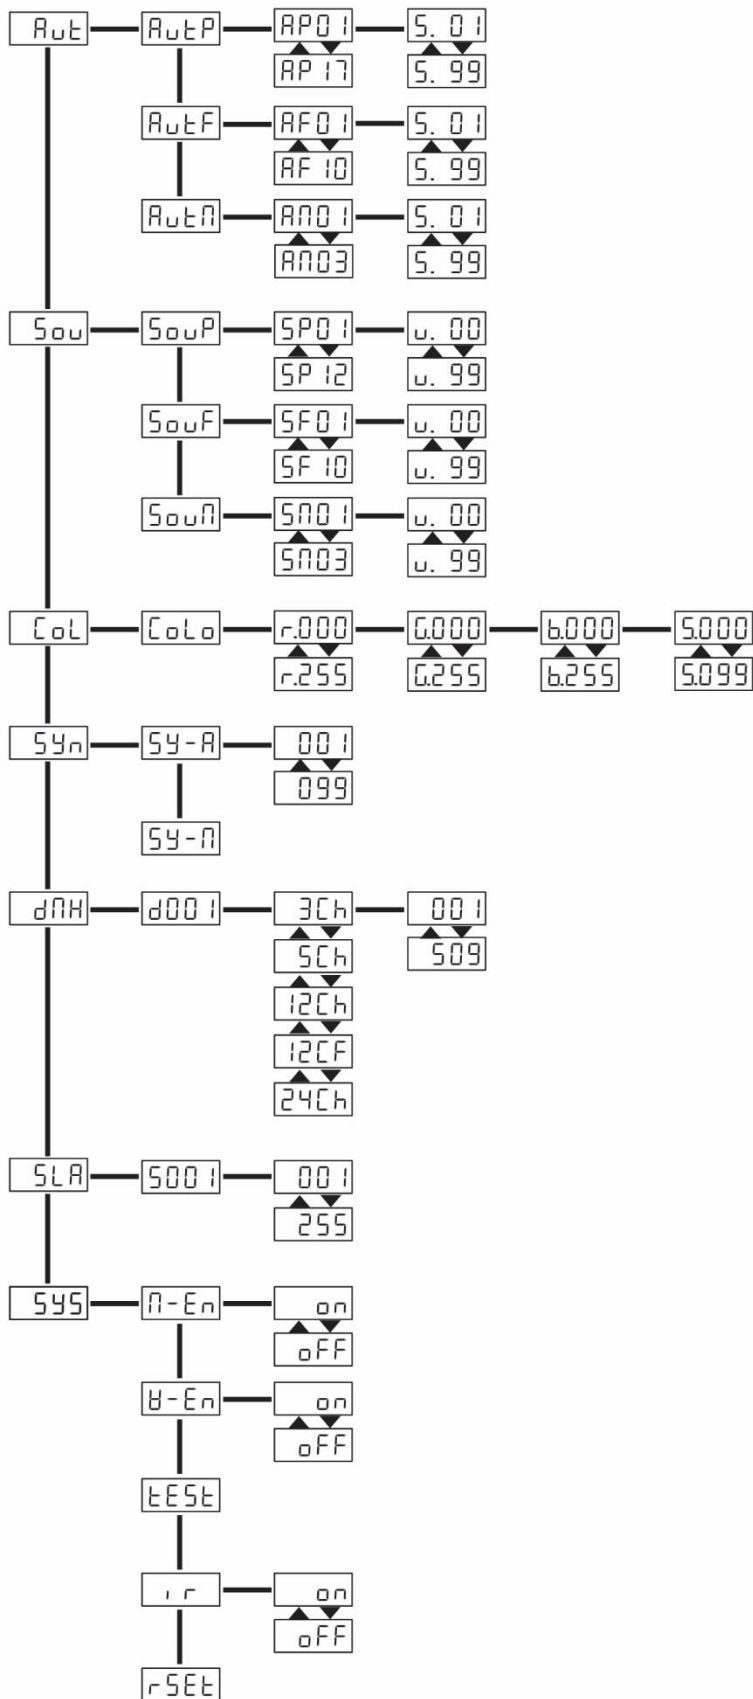 Aut AutP AP01 S. 01
AP17 S. 99
AutF AF01 S. 01
AF10 S. 99
AutM AM01 S. 01
AM03 S. 99
Sou SouP SP01 u. 00
SP12 u. 99
SouF SF01 u. 00
SF10 u. 99
SouM SM01 u. 00
SM03 u. 99
CoL CoLo r.000 G.000 b.000 S.000
r.255 G.255 b.255 S.099
SYn SY-A 001
099
SY-M
dMX d001 3Ch 001
5Ch 509
12Ch
12CF
24Ch
SLA S001 001
255
SYS M-En on
oFF
W-En on
oFF
tESt
ir on
oFF
rSEt